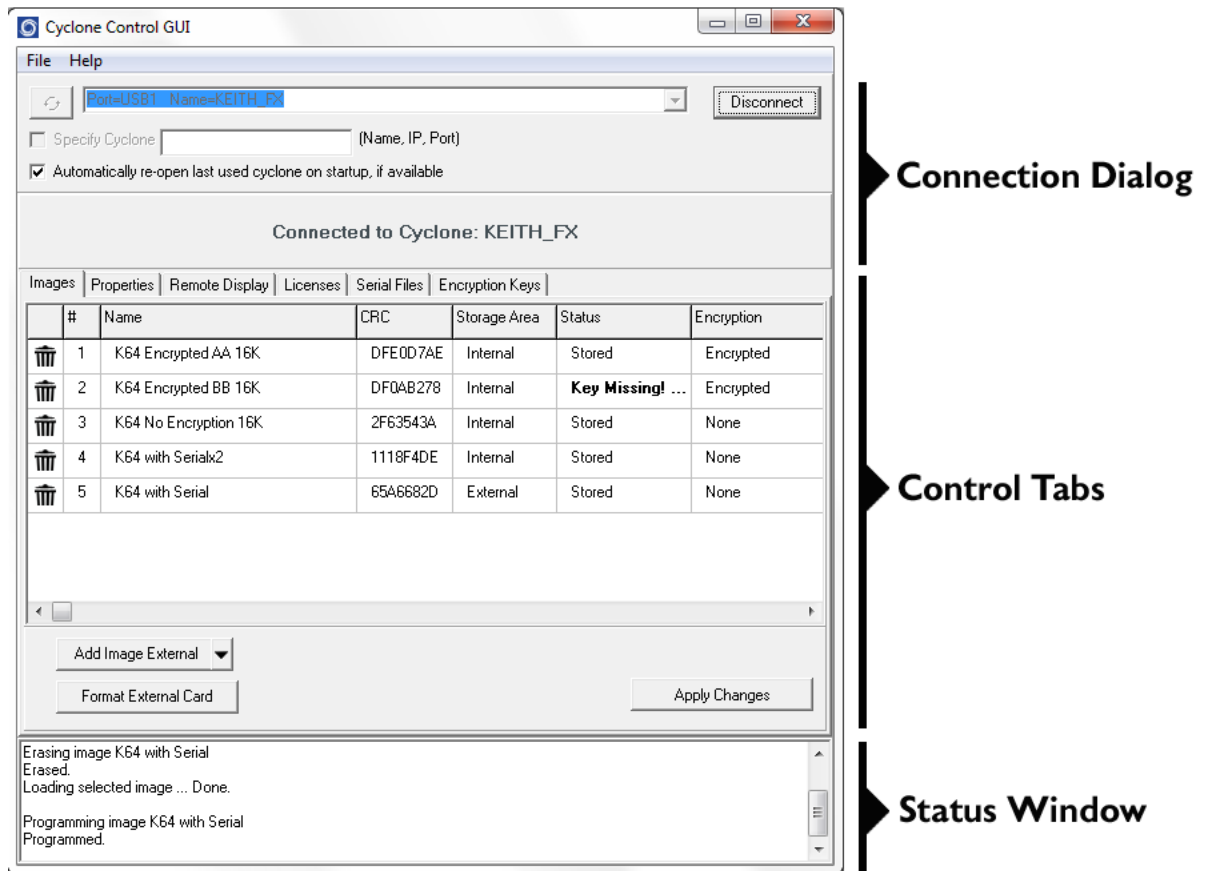 Cyclone Control GUI
File Help
Port=USB1 Name=KEITH_FX
Disconnect
Specify Cyclone (Name, IP, Port)
Automatically re-open last used cyclone on startup, if available
Connection Dialog
Connected to Cyclone: KEITH_FX
Images Properties Remote Display Licenses Serial Files Encryption Keys
# Name CRC Storage Area Status Encryption
1 K64 Encrypted AA 16K DFE0D7AE Internal Stored Encrypted
2 K64 Encrypted BB 16K DF0AB278 Internal Key Missing! ... Encrypted
3 K64 No Encryption 16K 2F63543A Internal Stored None
4 K64 with Serialx2 1118F4DE Internal Stored None
5 K64 with Serial 65A6682D External Stored None
Control Tabs
Add Image External
Format External Card
Apply Changes
Erasing image K64 with Serial
Erased.
Loading selected image ... Done.
Programming image K64 with Serial
Programmed.
Status Window